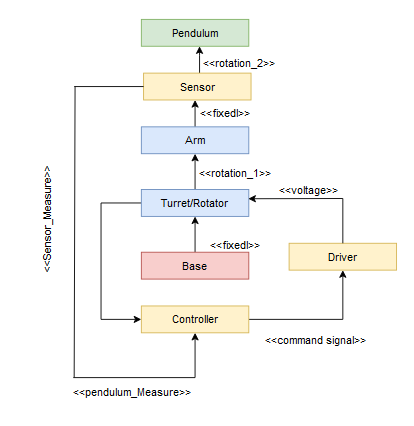 Pendulum
<<rotation_2>>
Sensor
<<fixedl>>
Arm
<<rotation_1>>
Turret/Rotator
<<voltage>>
<<Sensor_Measure>>
<<fixedl>>
Base
Driver
Controller
<<command signal>>
<<pendulum_Measure>>